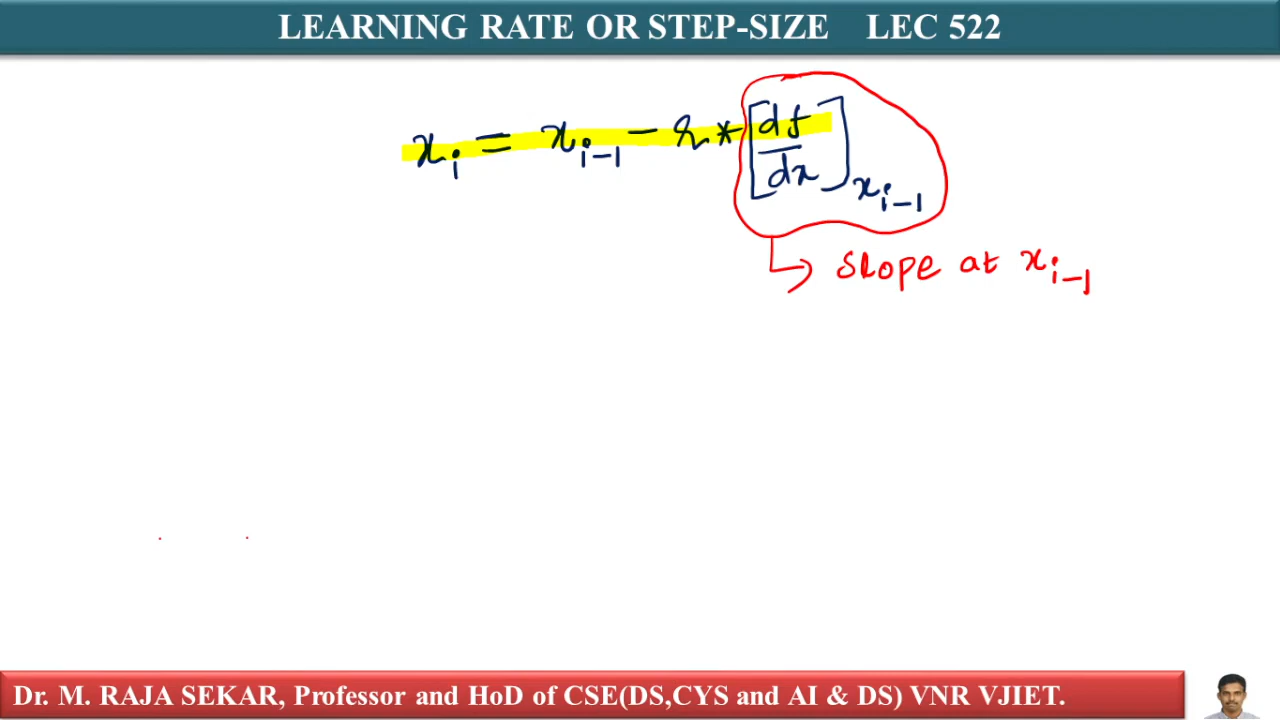 LEARNING RATE OR STEP-SIZE LEC 522
xᵢ = xᵢ₋₁ - r * [df/dx]xᵢ₋₁
slope at xᵢ₋₁
Dr. M. RAJA SEKAR, Professor and HoD of CSE(DS,CYS and AI & DS) VNR VJIET.